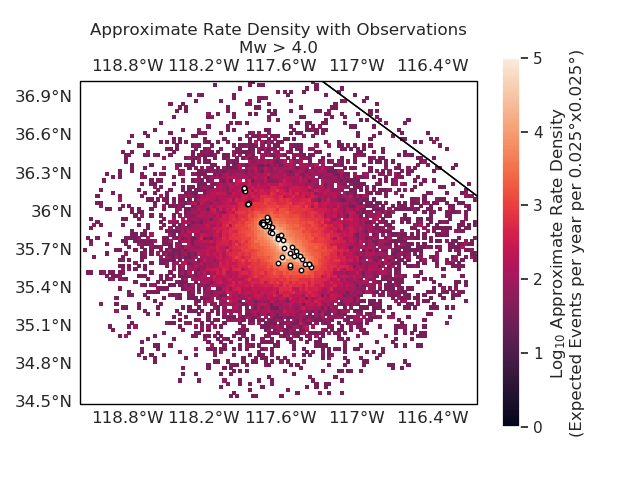 Approximate Rate Density with Observations
Mw > 4.0
118.8°W 118.2°W 117.6°W 117°W 116.4°W
36.9°N
36.6°N
36.3°N
36°N
35.7°N
35.4°N
35.1°N
34.8°N
34.5°N
118.8°W 118.2°W 117.6°W 117°W 116.4°W
5
4
3
2
1
0
Log₁₀ Approximate Rate Density
(Expected Events per year per 0.025°x0.025°)